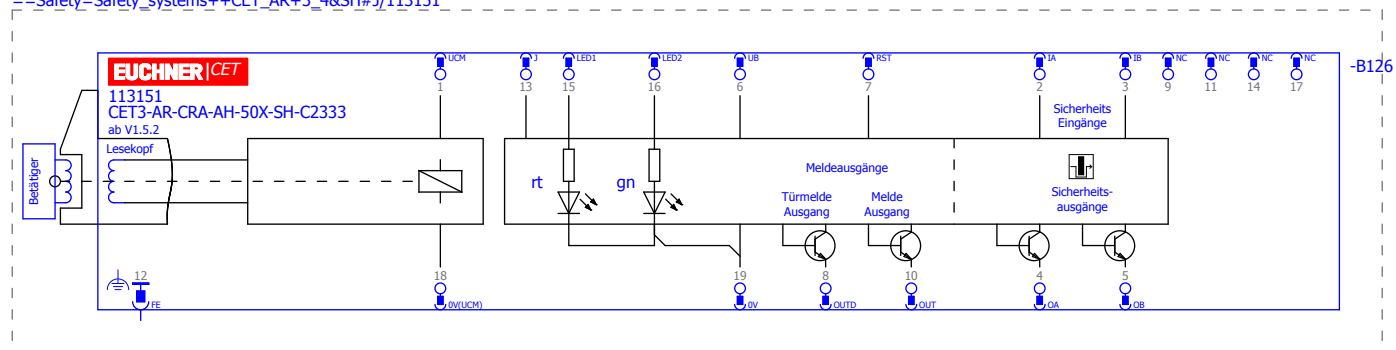 ==Safety=Safety_systems++CET_AR+3_4&SH#J/113151
-B126
EUCHNER CET
113151
CET3-AR-CRA-AH-50X-SH-C2333
ab V1.5.2
Lesekopf
Betätiger
UCM
1
J
13
LED1
15
LED2
16
UB
6
RST
7
IA
2
IB
3
NC
9
NC
11
NC
14
NC
17
Sicherheits
Eingänge
rt
gn
Meldeausgänge
Türmelde
Ausgang
Melde
Ausgang
Sicherheits-
ausgänge
12
FE
18
0V(UCM)
19
0V
8
OUTD
10
OUT
4
OA
5
OB